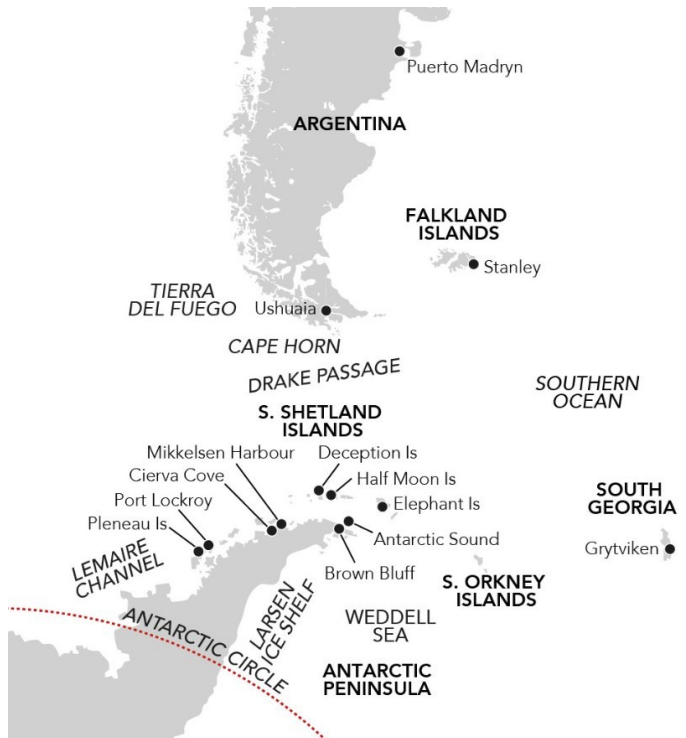 Puerto Madryn
ARGENTINA
FALKLAND
ISLANDS
Stanley
TIERRA
DEL FUEGO
Ushuaia
CAPE HORN
DRAKE PASSAGE
SOUTHERN
OCEAN
S. SHETLAND
ISLANDS
Mikkelsen Harbour
Deception Is
Cierva Cove
Half Moon Is
Port Lockroy
Elephant Is
Pleneau Is
SOUTH
GEORGIA
Antarctic Sound
Grytviken
LEMAIRE
CHANNEL
Brown Bluff
S. ORKNEY
ISLANDS
LARSEN
ICE SHELF
WEDDELL
SEA
ANTARCTIC CIRCLE
ANTARCTIC
PENINSULA